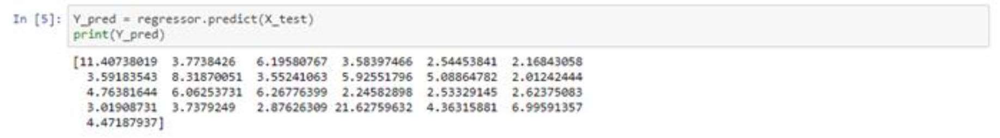 In [5]: Y_pred = regressor.predict(X_test)
print(Y_pred)
[11.40738019 3.7738426 6.19580767 3.58397466 2.54453841 2.16843058
3.59183543 8.31870051 3.55241063 5.92551796 5.08864782 2.01242444
4.76381644 6.06253731 6.26776399 2.24582898 2.53329145 2.62375083
3.01908731 3.7379249 2.87626309 21.62759632 4.36315881 6.99591357
4.47187937]